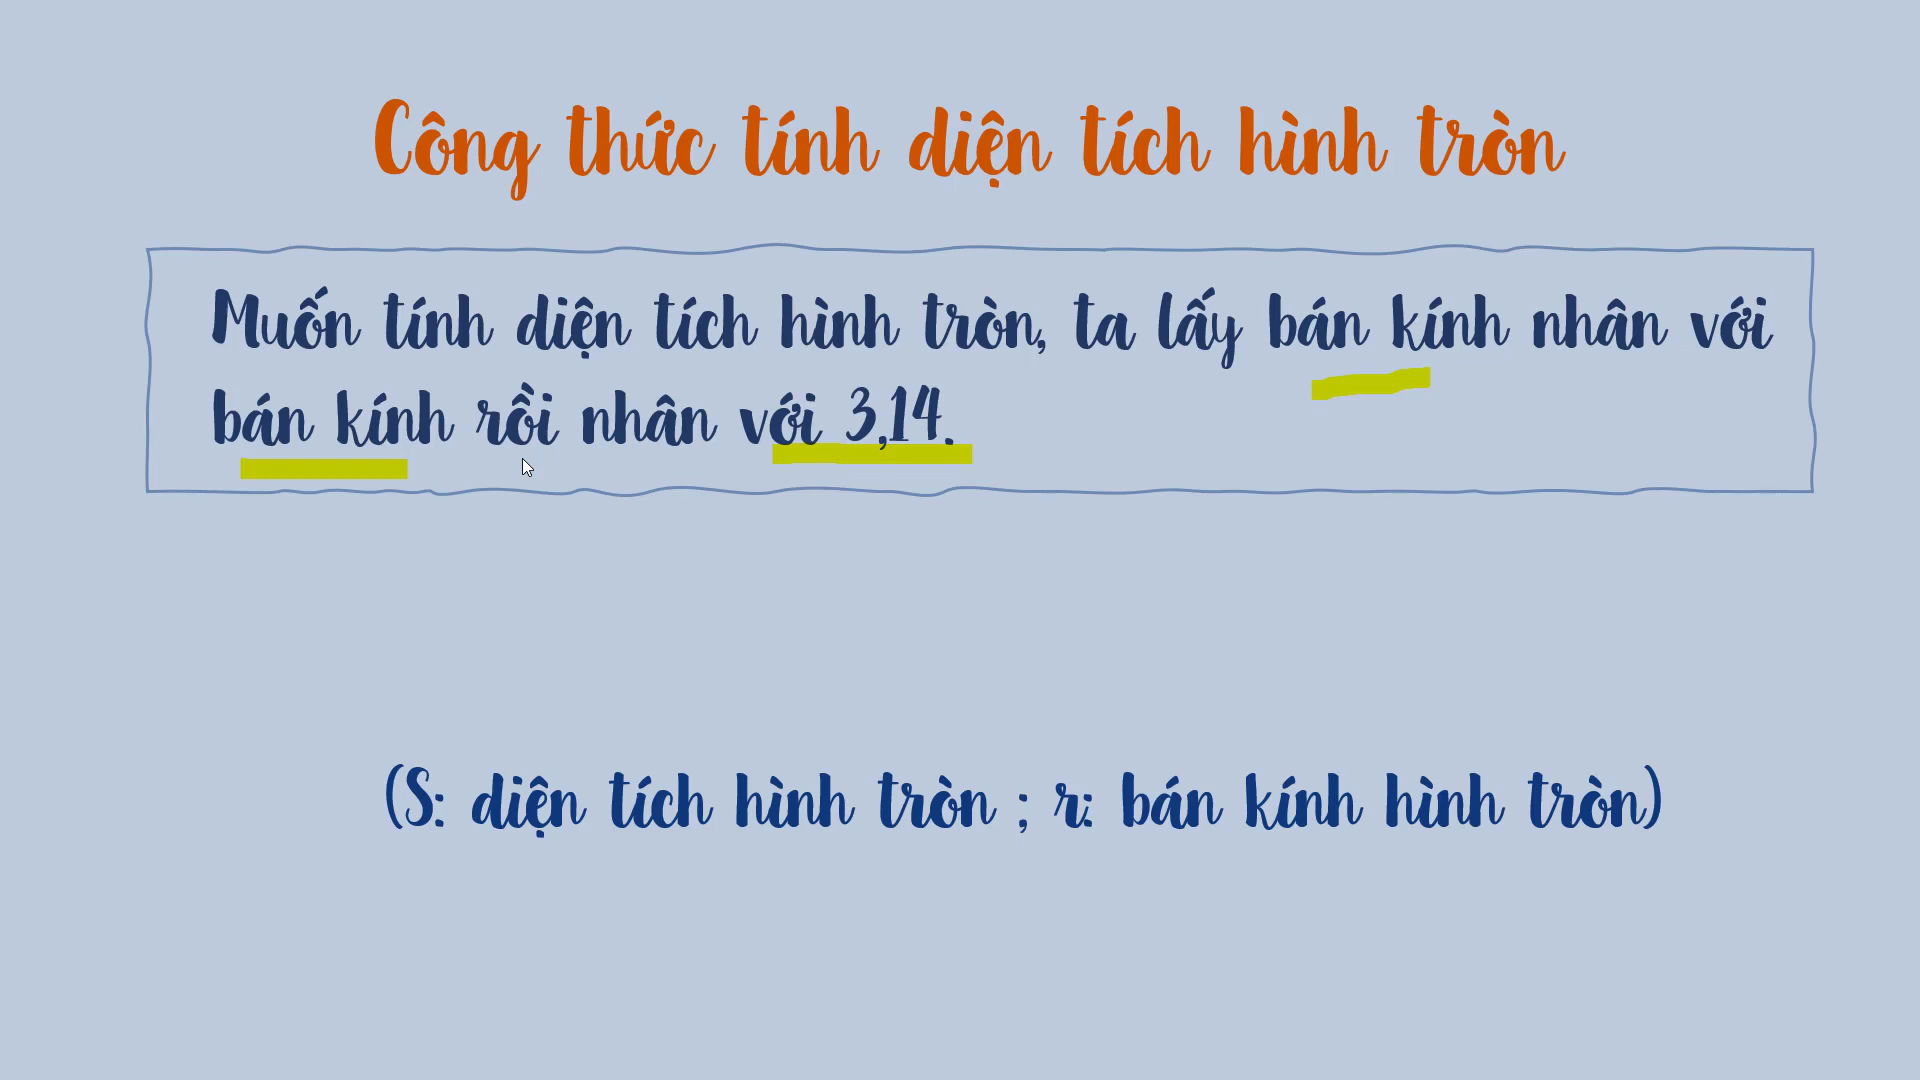 Công thức tính diện tích hình tròn
Muốn tính diện tích hình tròn, ta lấy bán kính nhân với
bán kính rồi nhân với 3,14.
(S: diện tích hình tròn ; r: bán kính hình tròn)